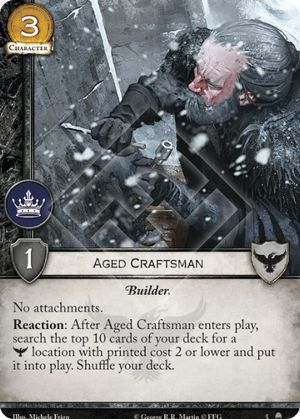 3
CHARACTER
1
AGED CRAFTSMAN
Builder.
No attachments.
Reaction: After Aged Craftsman enters play,
search the top 10 cards of your deck for a
location with printed cost 2 or lower and put
it into play. Shuffle your deck.
Illus. Michele Frigo
© George R.R. Martin © FFG
5